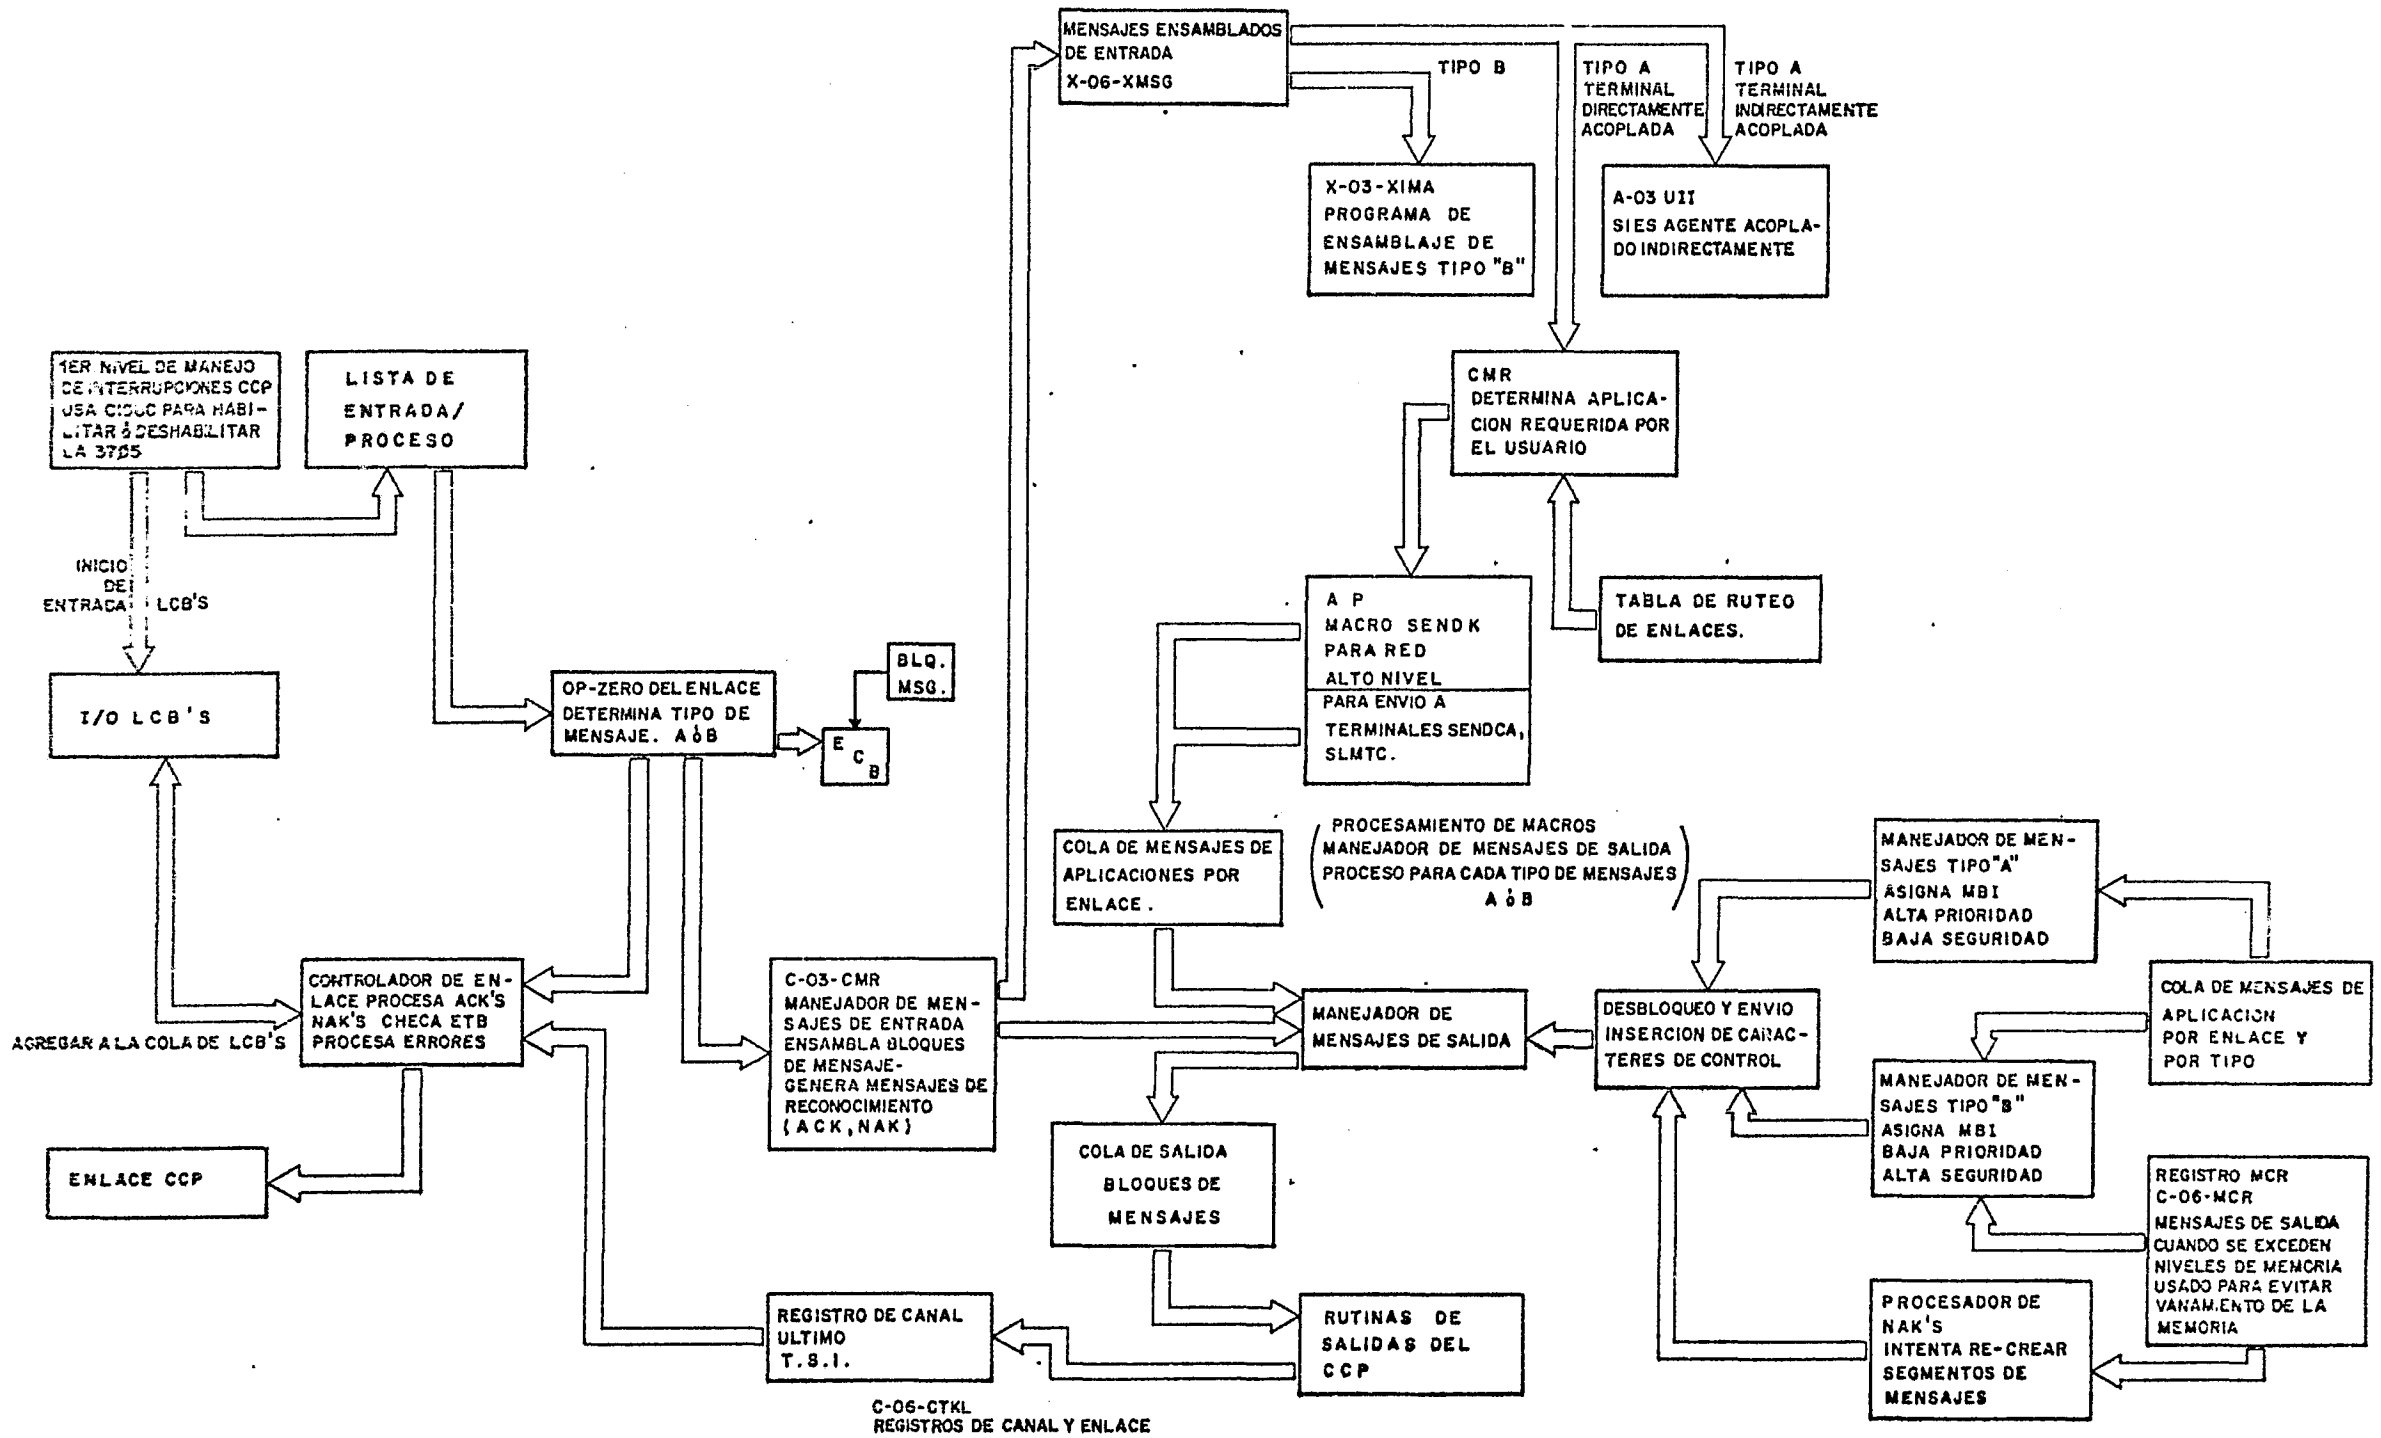 MENSAJES ENSAMBLADOS
DE ENTRADA
X-06-XMSG
TIPO B
TIPO A
TERMINAL
DIRECTAMENTE
ACOPLADA
TIPO A
TERMINAL
INDIRECTAMENTE
ACOPLADA
X-03-XIMA
PROGRAMA DE
ENSAMBLAJE DE
MENSAJES TIPO "B"
A-03 UII
SI ES AGENTE ACOPLA-
DO INDIRECTAMENTE
1ER NIVEL DE MANEJO
DE INTERRUPCIONES CCP
USA PARA HABI-
LITAR ó DESHABILITAR
LA 3705
LISTA DE
ENTRADA/
PROCESO
CMR
DETERMINA APLICA-
CION REQUERIDA POR
EL USUARIO
INICIO
DE
ENTRADA LCB'S
A P
MACRO SENDK
PARA RED
ALTO NIVEL
PARA ENVIO A
TERMINALES SENDCA,
SLMTC.
TABLA DE RUTEO
DE ENLACES.
I/O LCB'S
OP-ZERO DEL ENLACE
DETERMINA TIPO DE
MENSAJE. A ó B
BLQ.
MSG.
E
C
B
COLA DE MENSAJES DE
APLICACIONES POR
ENLACE.
PROCESAMIENTO DE MACROS
MANEJADOR DE MENSAJES DE SALIDA
PROCESO PARA CADA TIPO DE MENSAJES
A ó B
MANEJADOR DE MEN-
SAJES TIPO "A"
ASIGNA MBI
ALTA PRIORIDAD
BAJA SEGURIDAD
CONTROLADOR DE EN-
LACE PROCESA ACK'S
NAK'S CHECA ETB
PROCESA ERRORES
AGREGAR A LA COLA DE LCB'S
C-03-CMR
MANEJADOR DE MEN-
SAJES DE ENTRADA
ENSAMBLA BLOQUES
DE MENSAJE-
GENERA MENSAJES DE
RECONOCIMIENTO
(ACK, NAK)
MANEJADOR DE
MENSAJES DE SALIDA
DESBLOQUEO Y ENVIO
INSERCION DE CARAC-
TERES DE CONTROL
COLA DE MENSAJES DE
APLICACION
POR ENLACE Y
POR TIPO
MANEJADOR DE MEN-
SAJES TIPO "B"
ASIGNA MBI
BAJA PRIORIDAD
ALTA SEGURIDAD
ENLACE CCP
COLA DE SALIDA
BLOQUES DE
MENSAJES
REGISTRO MCR
C-06-MCR
MENSAJES DE SALIDA
CUANDO SE EXCEDEN
NIVELES DE MEMORIA
USADO PARA EVITAR
VANAMIENTO DE LA
MEMORIA
REGISTRO DE CANAL
ULTIMO
T.S.I.
RUTINAS DE
SALIDAS DEL
CCP
PROCESADOR DE
NAK'S
INTENTA RE-CREAR
SEGMENTOS DE
MENSAJES
C-06-CTKL
REGISTROS DE CANAL Y ENLACE